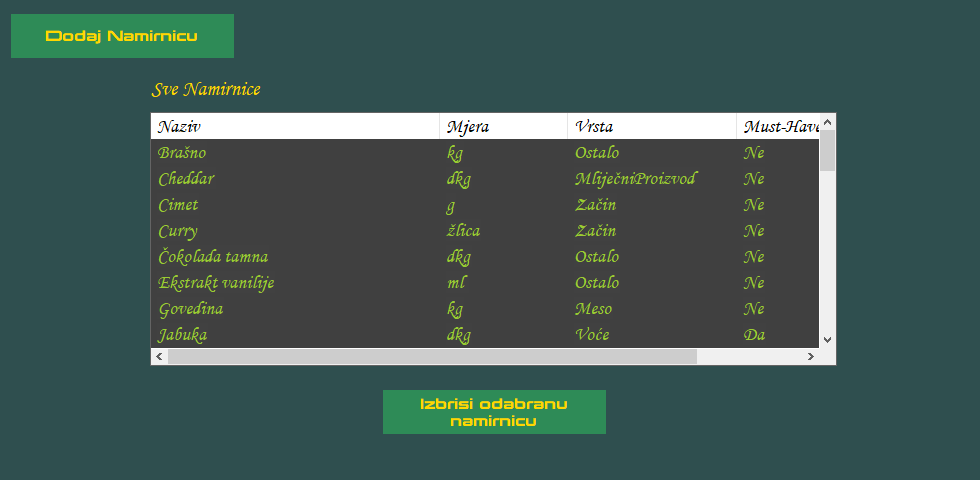 Dodaj Namirnicu
Sve Namirnice
Naziv Mjera Vrsta Must-Have
Brašno kg Ostalo Ne
Cheddar dkg MliječniProizvod Ne
Cimet g Začin Ne
Curry žlica Začin Ne
Čokolada tamna dkg Ostalo Ne
Ekstrakt vanilije ml Ostalo Ne
Govedina kg Meso Ne
Jabuka dkg Voće Da
Izbrisi odabranu
namirnicu